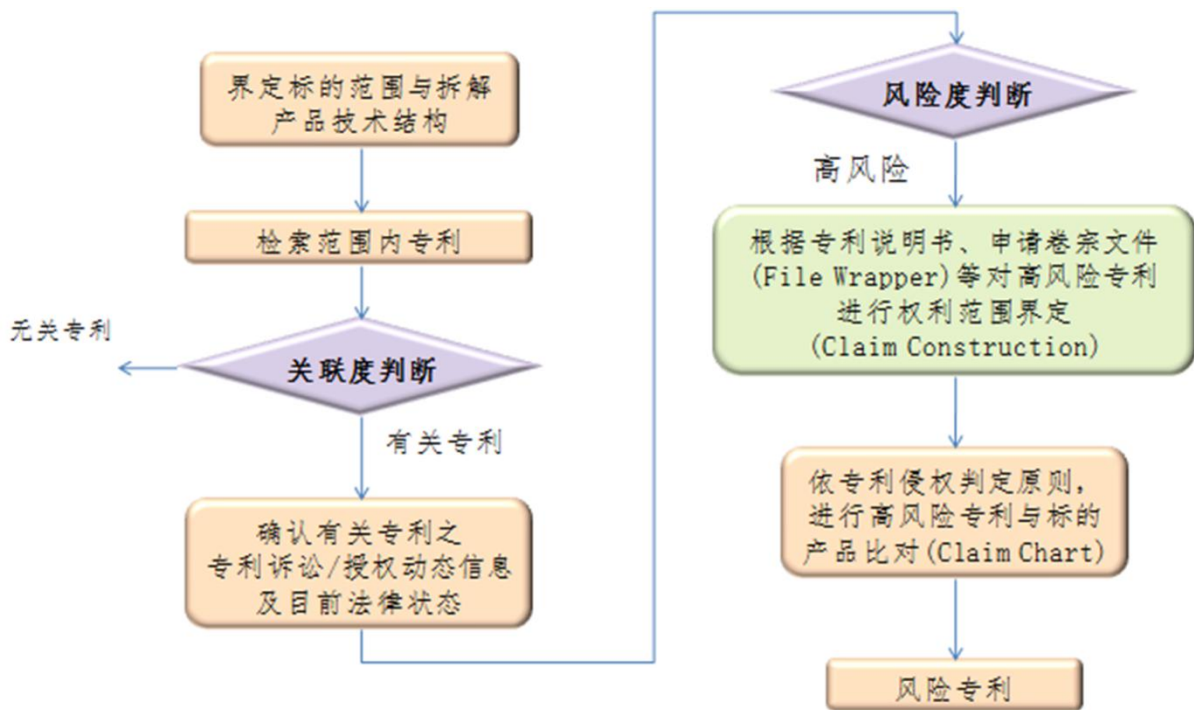 界定标的范围与拆解
产品技术结构
检索范围内专利
无关专利
关联度判断
有关专利
确认有关专利之
专利诉讼/授权动态信息
及目前法律状态
风险度判断
高风险
根据专利说明书、申请卷宗文件
(File Wrapper)等对高风险专利
进行权利范围界定
(Claim Construction)
依专利侵权判定原则，
进行高风险专利与标的
产品比对(Claim Chart)
风险专利